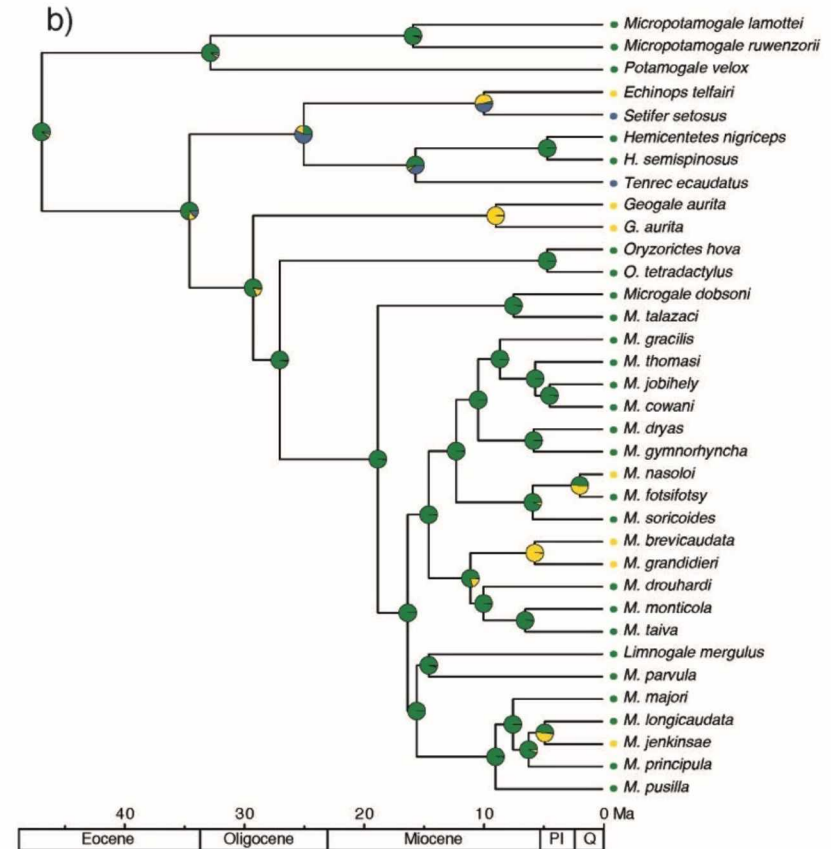 b)
Micropotamogale lamottei
Micropotamogale ruwenzorii
Potamogale velox
Echinops telfairi
Setifer setosus
Hemicentetes nigriceps
H. semispinosus
Tenrec ecaudatus
Geogale aurita
G. aurita
Oryzorictes hova
O. tetradactylus
Microgale dobsoni
M. talazaci
M. gracilis
M. thomasi
M. jobihely
M. cowani
M. dryas
M. gymnorhyncha
M. nasoloi
M. fotsifotsy
M. soricoides
M. brevicaudata
M. grandidieri
M. drouhardi
M. monticola
M. taiva
Limnogale mergulus
M. parvula
M. majori
M. longicaudata
M. jenkinsae
M. principula
M. pusilla
40 30 20 10 0 Ma
Eocene Oligocene Miocene Pl Q